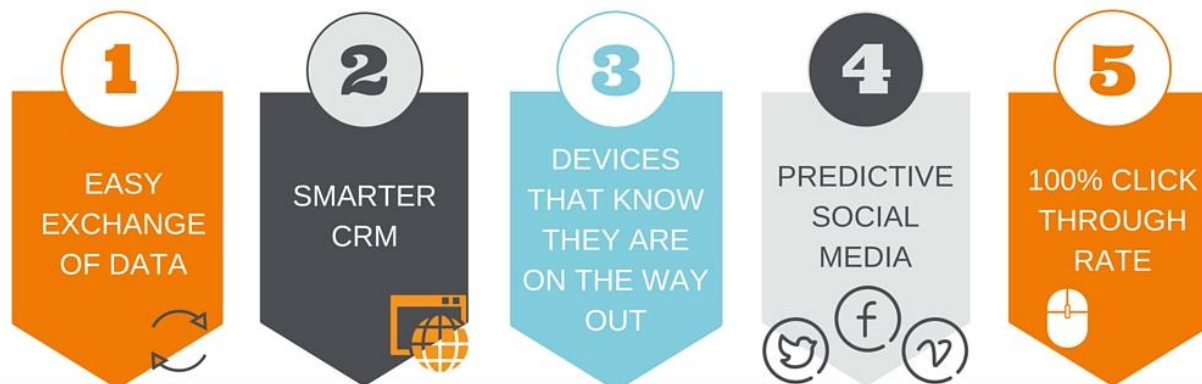 1
EASY
EXCHANGE
OF DATA
2
SMARTER
CRM
3
DEVICES
THAT KNOW
THEY ARE
ON THE WAY
OUT
4
PREDICTIVE
SOCIAL
MEDIA
5
100% CLICK
THROUGH
RATE